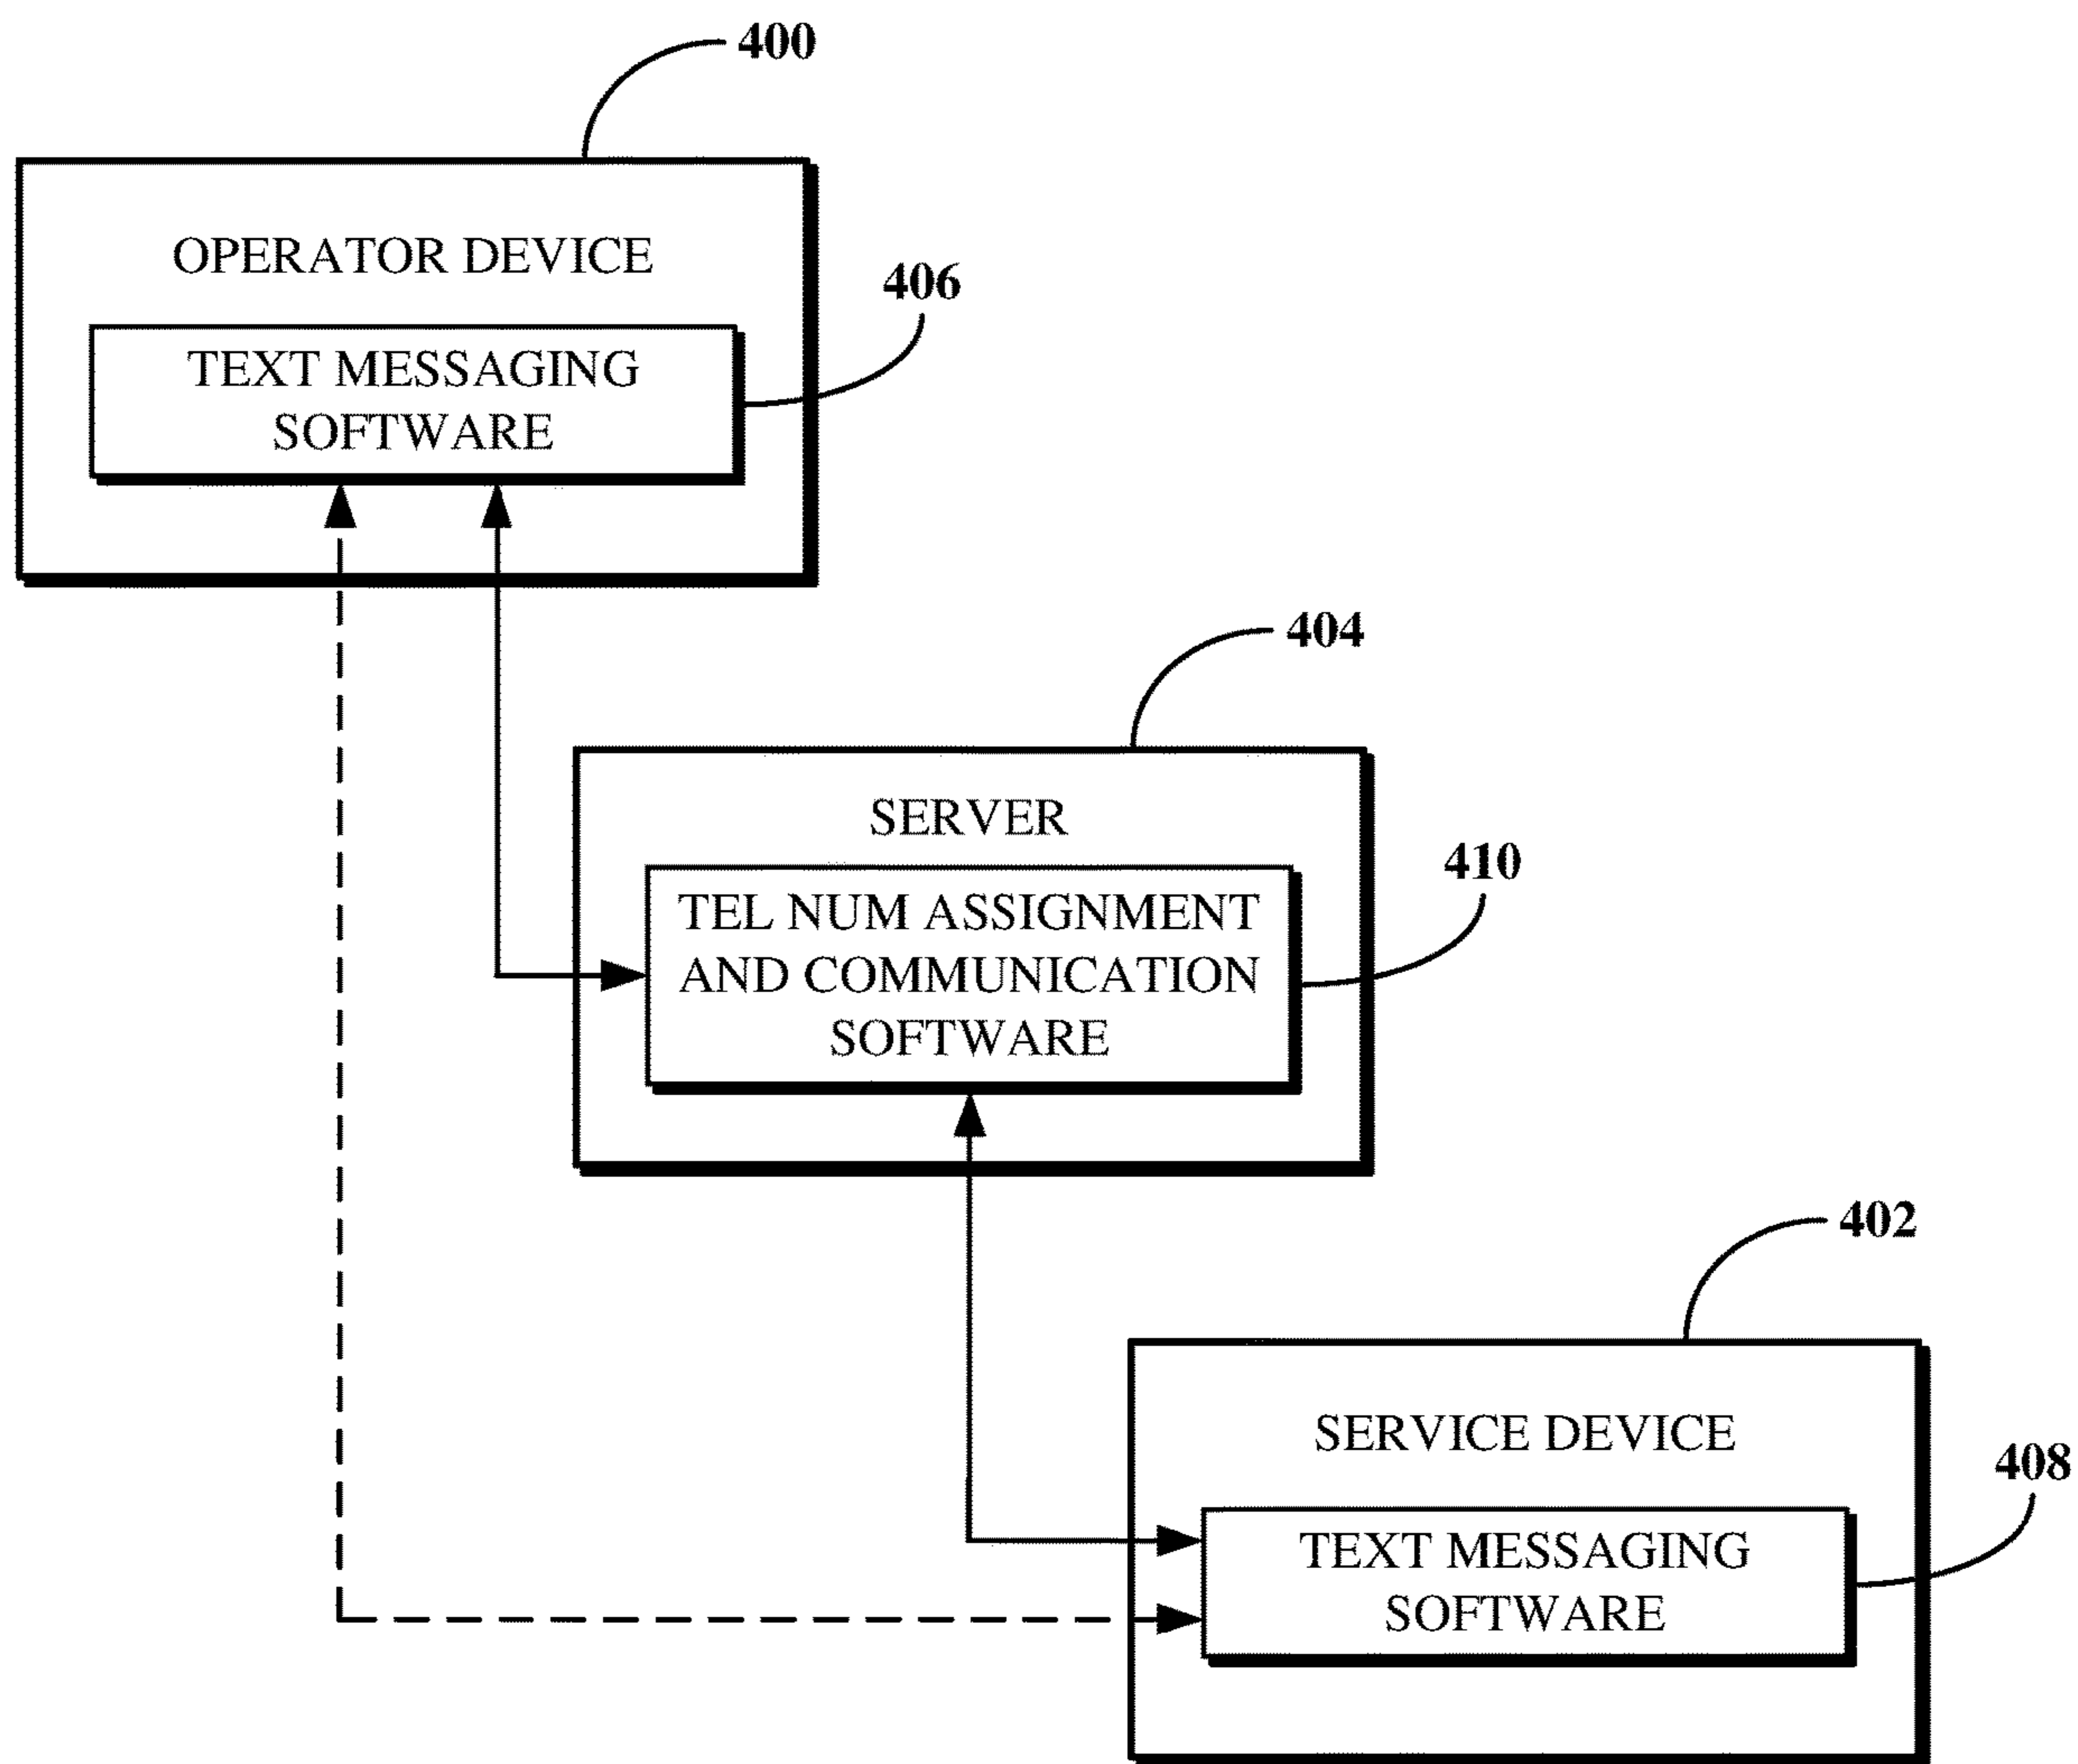 400
OPERATOR DEVICE
406
TEXT MESSAGING
SOFTWARE
404
SERVER
410
TEL NUM ASSIGNMENT
AND COMMUNICATION
SOFTWARE
402
SERVICE DEVICE
408
TEXT MESSAGING
SOFTWARE